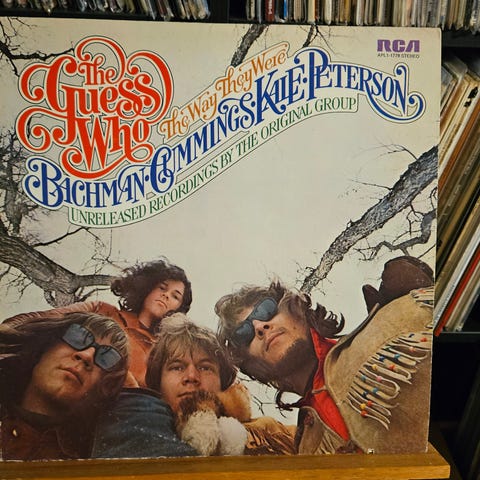 The
Guess
Who
The Way They Were
BACHMAN·CUMMINGS·KALE·PETERSON
UNRELEASED RECORDINGS BY THE ORIGINAL GROUP
RCA
APL1-1778 STEREO